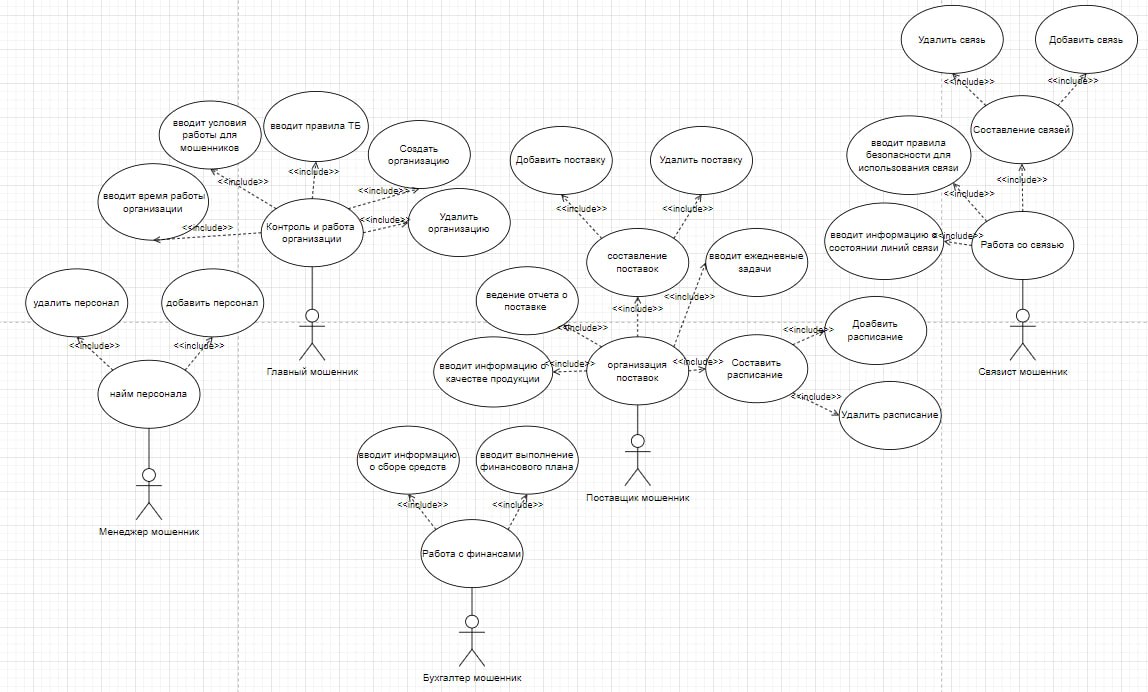 Удалить связь
Добавить связь
<<include>>
<<include>>
Составление связей
вводит условия
работы для
мошенников
вводит правила ТБ
Создать
организацию
<<include>>
<<include>>
<<include>>
вводит время работы
организации
Удалить
организацию
<<include>>
<<include>>
Контроль и работа
организации
Главный мошенник
вводит правила
безопасности для
использования связи
<<include>>
<<include>>
вводит информацию о
состоянии линий связи
<<include>>
Работа со связью
Связист мошенник
Добавить поставку
Удалить поставку
<<include>>
<<include>>
составление
поставок
вводит ежедневные
задачи
<<include>>
<<include>>
ведение отчета о
поставке
<<include>>
вводит информацию о
качестве продукции
<<include>>
организация
поставок
<<include>>
Составить
расписание
<<include>>
Доабвить
расписание
<<include>>
Удалить расписание
Поставщик мошенник
удалить персонал
добавить персонал
<<include>>
<<include>>
найм персонала
Менеджер мошенник
вводит информацию
о сборе средств
вводит выполнение
финансового плана
<<include>>
<<include>>
Работа с финансами
Бухгалтер мошенник